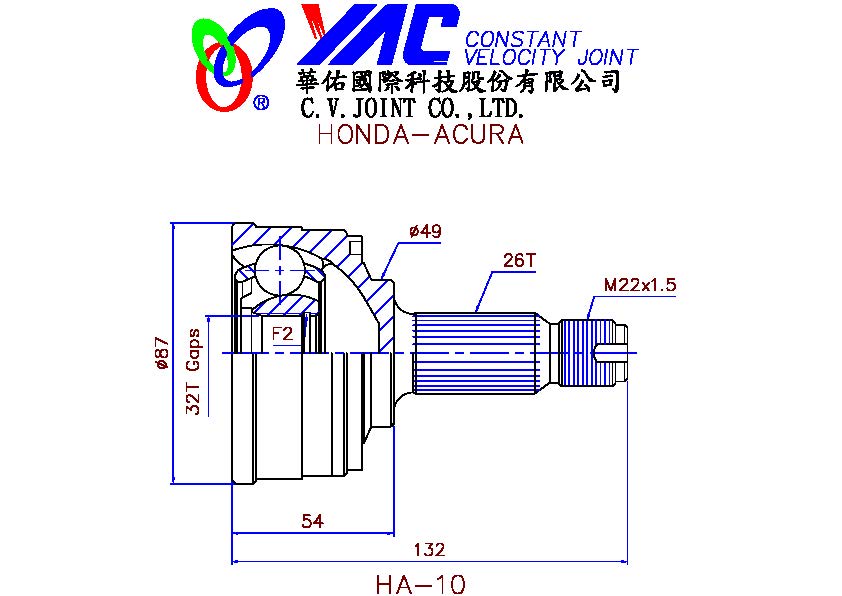 YAC CONSTANT
VELOCITY JOINT
華佑國際科技股份有限公司
®
C.V.JOINT CO.,LTD.
HONDA-ACURA
ø49
26T
M22x1.5
F2
ø87
32T Gaps
54
132
HA-10